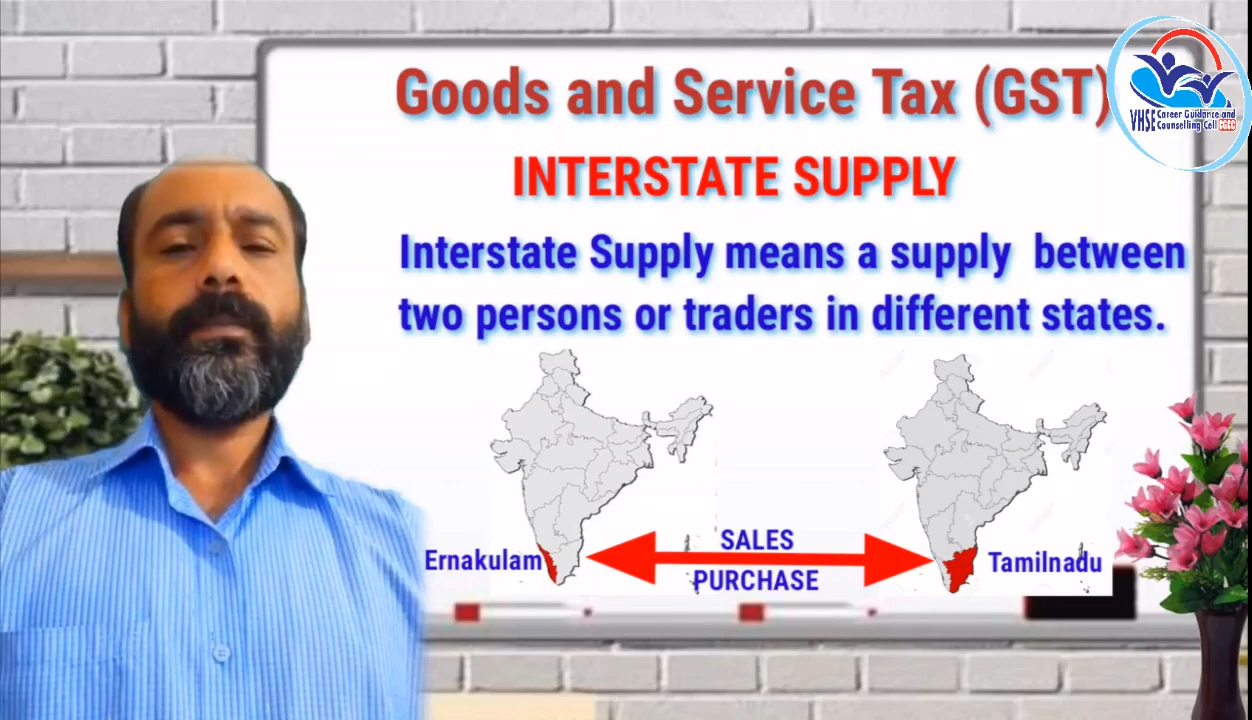 Goods and Service Tax (GST)
VHSE Career Guidance and
Counselling Cell CGCC
INTERSTATE SUPPLY
Interstate Supply means a supply between
two persons or traders in different states.
SALES
Ernakulam
Tamilnadu
PURCHASE